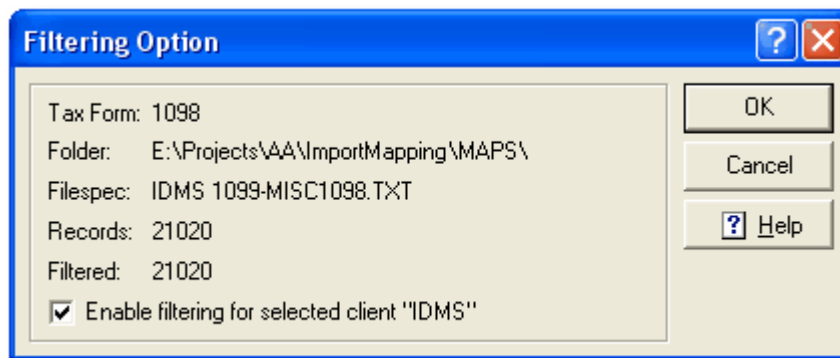 Filtering Option
Tax Form: 1098
Folder: E:\Projects\AA\ImportMapping\MAPS\
Filespec: IDMS 1099-MISC1098.TXT
Records: 21020
Filtered: 21020
Enable filtering for selected client "IDMS"
OK
Cancel
? Help